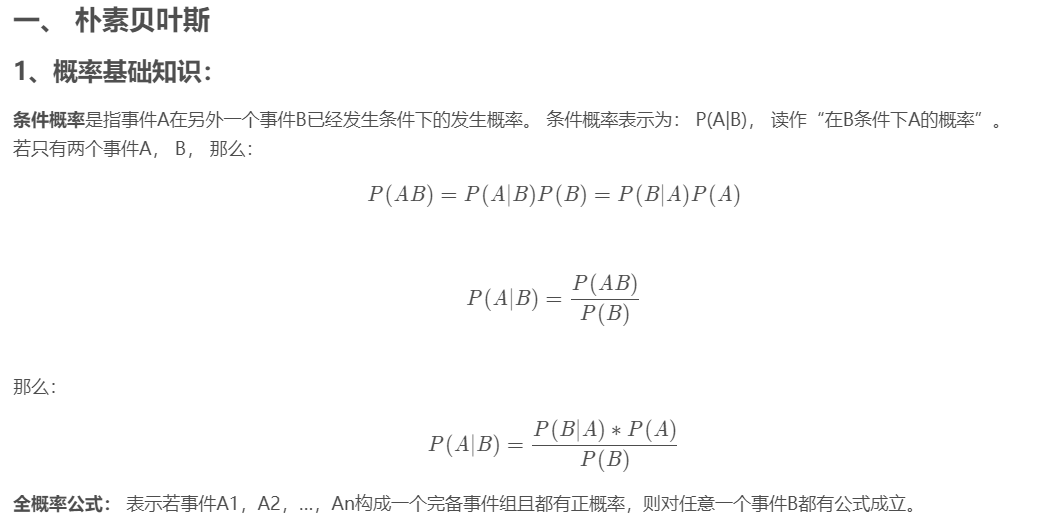 一、 朴素贝叶斯
1、概率基础知识：
条件概率是指事件A在另外一个事件B已经发生条件下的发生概率。 条件概率表示为： P(A|B)， 读作“在B条件下A的概率”。
若只有两个事件A， B， 那么：
P(AB) = P(A|B)P(B) = P(B|A)P(A)
P(A|B) = \frac{P(AB)}{P(B)}
那么：
P(A|B) = \frac{P(B|A) * P(A)}{P(B)}
全概率公式： 表示若事件A1，A2，…，An构成一个完备事件组且都有正概率，则对任意一个事件B都有公式成立。